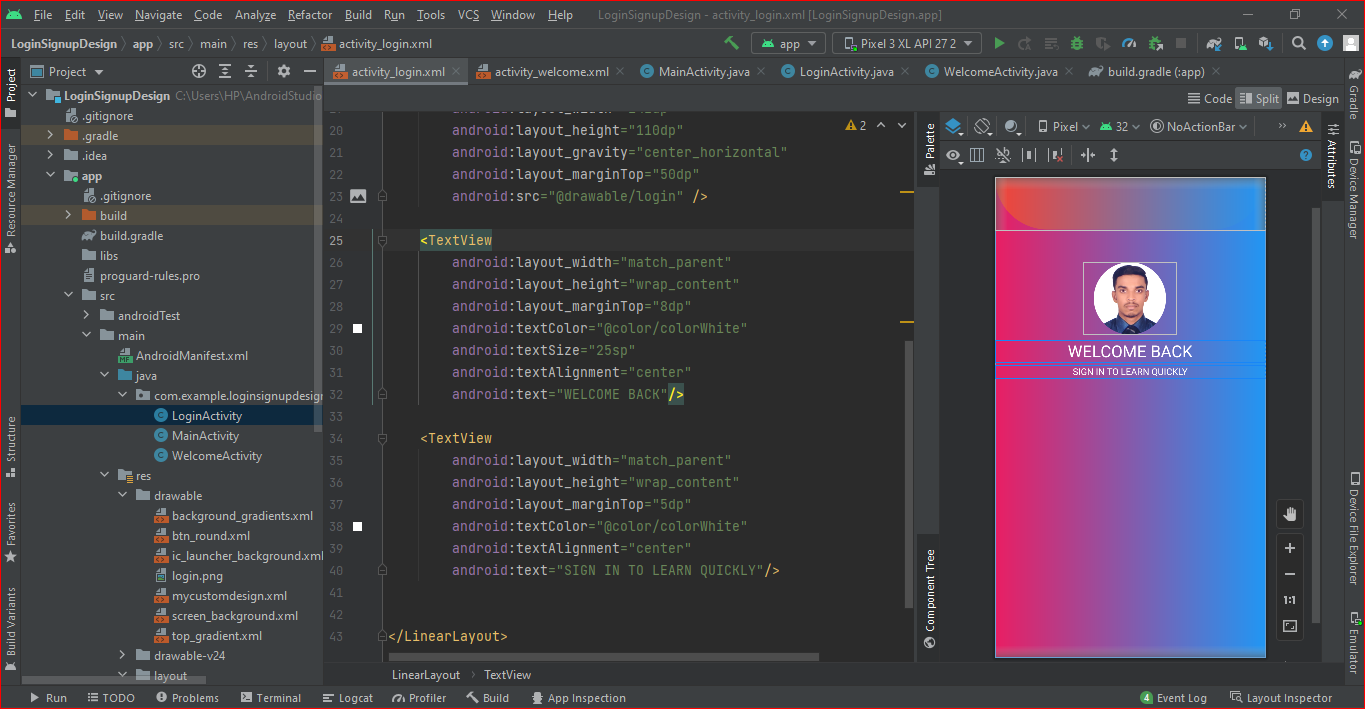 File Edit View Navigate Code Analyze Refactor Build Run Tools VCS Window Help LoginSignupDesign - activity_login.xml [LoginSignupDesign.app]
LoginSignupDesign app src main res layout activity_login.xml app Pixel 3 XL API 27 2
Project
activity_login.xml activity_welcome.xml MainActivity.java LoginActivity.java WelcomeActivity.java build.gradle (:app)
Code Split Design
Pixel 32 NoActionBar
Project
Resource Manager
Structure
Favorites
Build Variants
LoginSignupDesign C:\Users\HP\AndroidStudio
.gitignore
.gradle
.idea
app
.gitignore
build
build.gradle
libs
proguard-rules.pro
src
androidTest
main
AndroidManifest.xml
java
com.example.loginsignupdesign
LoginActivity
MainActivity
WelcomeActivity
res
drawable
background_gradients.xml
btn_round.xml
ic_launcher_background.xml
login.png
mycustomdesign.xml
screen_background.xml
top_gradient.xml
drawable-v24
layout
2
20 android:layout_height="110dp"
21 android:layout_gravity="center_horizontal"
22 android:layout_marginTop="50dp"
23 android:src="@drawable/login" />
24
25 <TextView
26 android:layout_width="match_parent"
27 android:layout_height="wrap_content"
28 android:layout_marginTop="8dp"
29 android:textColor="@color/colorWhite"
30 android:textSize="25sp"
31 android:textAlignment="center"
32 android:text="WELCOME BACK"/>
33
34 <TextView
35 android:layout_width="match_parent"
36 android:layout_height="wrap_content"
37 android:layout_marginTop="5dp"
38 android:textColor="@color/colorWhite"
39 android:textAlignment="center"
40 android:text="SIGN IN TO LEARN QUICKLY"/>
41
42
43 </LinearLayout>
LinearLayout TextView
Palette
Component Tree
WELCOME BACK
SIGN IN TO LEARN QUICKLY
1:1
Attributes
Gradle
Device Manager
Device File Explorer
Emulator
Run TODO Problems Terminal Logcat Profiler Build App Inspection 4 Event Log Layout Inspector